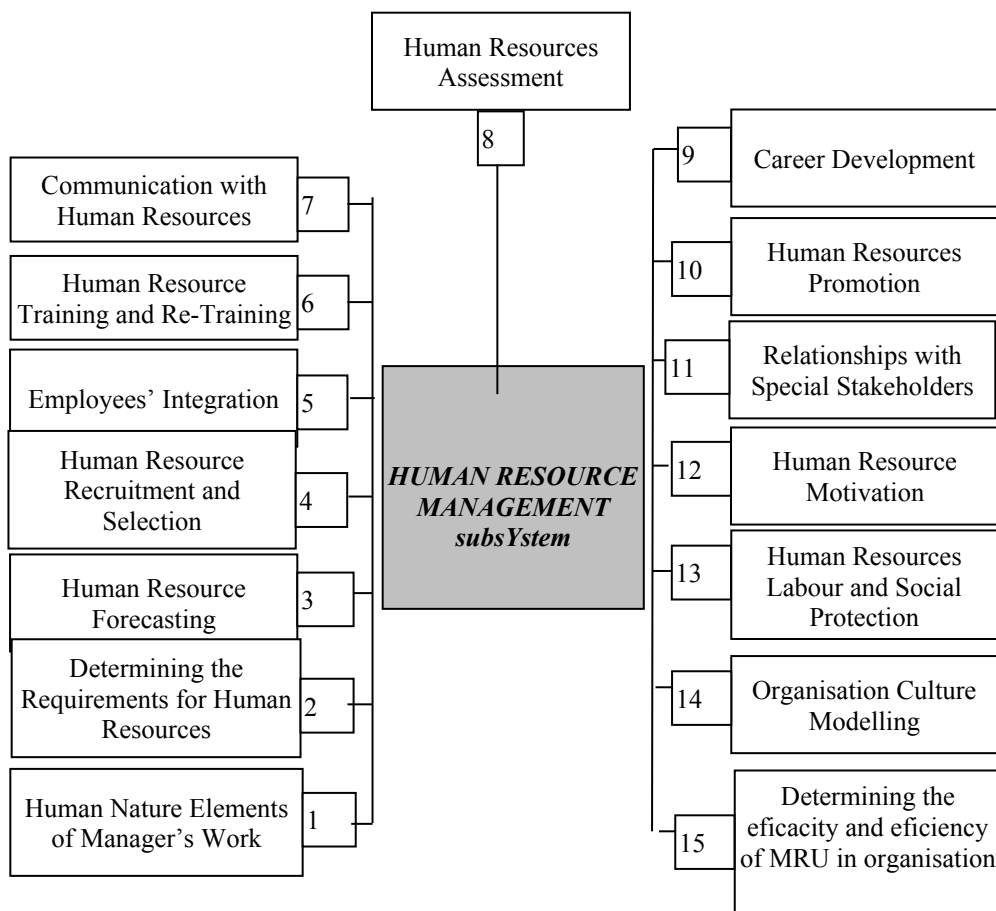 Human Resources
Assessment
8
Communication with
Human Resources
7
Human Resource
Training and Re-Training
6
Employees’ Integration
5
Human Resource
Recruitment and
Selection
4
Human Resource
Forecasting
3
Determining the
Requirements for Human
Resources
2
Human Nature Elements
of Manager’s Work
1
HUMAN RESOURCE
MANAGEMENT
subsYstem
9
Career Development
10
Human Resources
Promotion
11
Relationships with
Special Stakeholders
12
Human Resource
Motivation
13
Human Resources
Labour and Social
Protection
14
Organisation Culture
Modelling
15
Determining the
eficacity and eficiency
of MRU in organisation